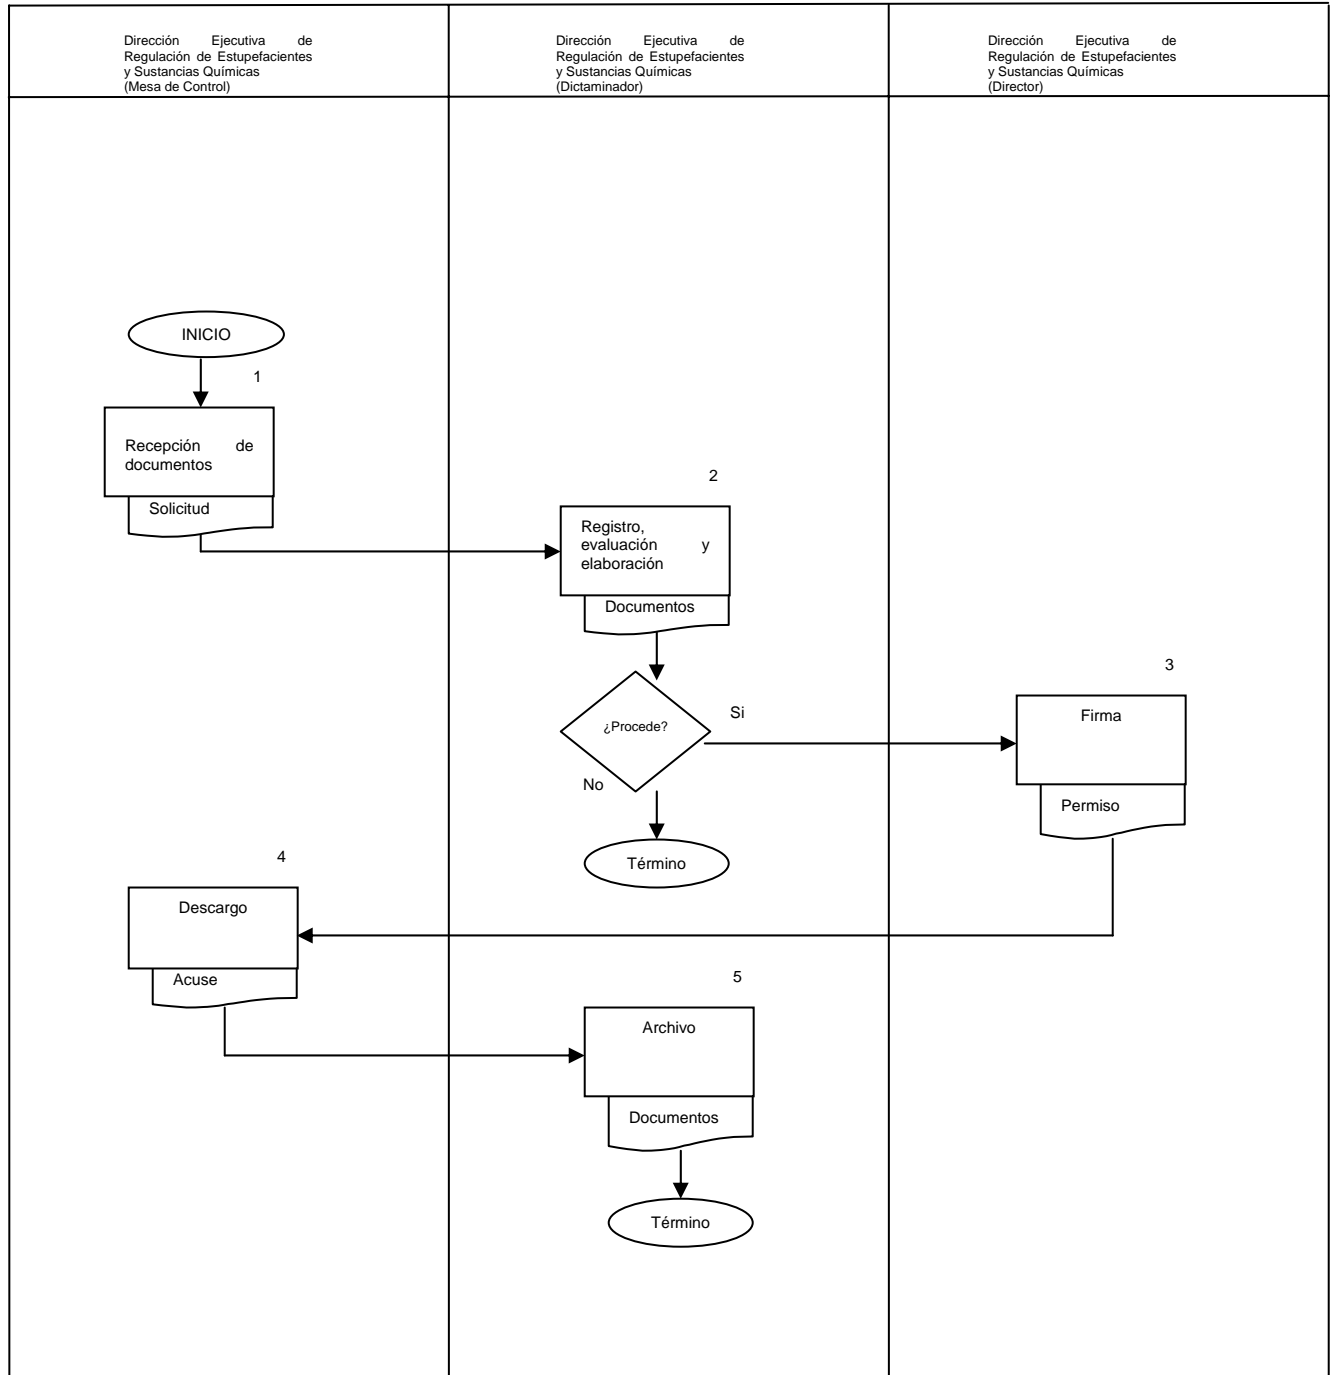 Dirección Ejecutiva de
Regulación de Estupefacientes
y Sustancias Químicas
(Mesa de Control)
Dirección Ejecutiva de
Regulación de Estupefacientes
y Sustancias Químicas
(Dictaminador)
Dirección Ejecutiva de
Regulación de Estupefacientes
y Sustancias Químicas
(Director)
INICIO
1
Recepción de
documentos
Solicitud
2
Registro,
evaluación y
elaboración
Documentos
¿Procede?
Si
No
Término
3
Firma
Permiso
4
Descargo
Acuse
5
Archivo
Documentos
Término